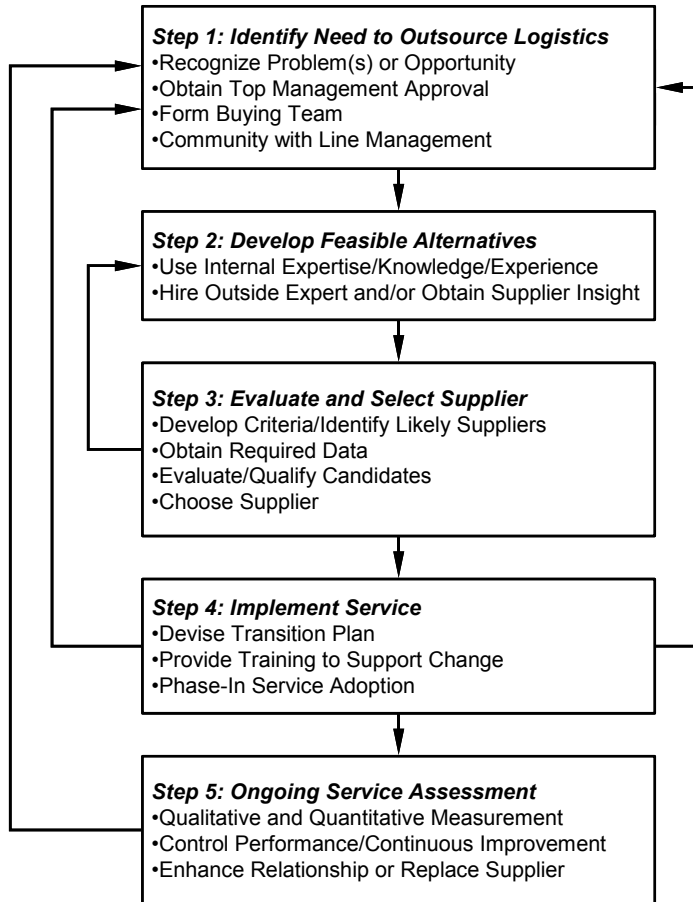 Step 1: Identify Need to Outsource Logistics
•Recognize Problem(s) or Opportunity
•Obtain Top Management Approval
•Form Buying Team
•Community with Line Management
Step 2: Develop Feasible Alternatives
•Use Internal Expertise/Knowledge/Experience
•Hire Outside Expert and/or Obtain Supplier Insight
Step 3: Evaluate and Select Supplier
•Develop Criteria/Identify Likely Suppliers
•Obtain Required Data
•Evaluate/Qualify Candidates
•Choose Supplier
Step 4: Implement Service
•Devise Transition Plan
•Provide Training to Support Change
•Phase-In Service Adoption
Step 5: Ongoing Service Assessment
•Qualitative and Quantitative Measurement
•Control Performance/Continuous Improvement
•Enhance Relationship or Replace Supplier